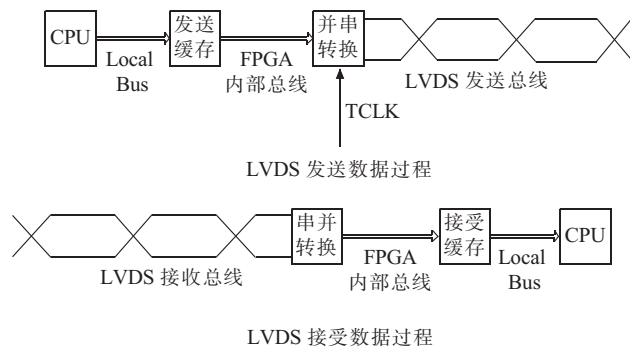 CPU
Local
Bus
发送
缓存
FPGA
内部总线
并串
转换
LVDS 发送总线
TCLK
LVDS 发送数据过程
LVDS 接收总线
串并
转换
FPGA
内部总线
接受
缓存
Local
Bus
CPU
LVDS 接受数据过程